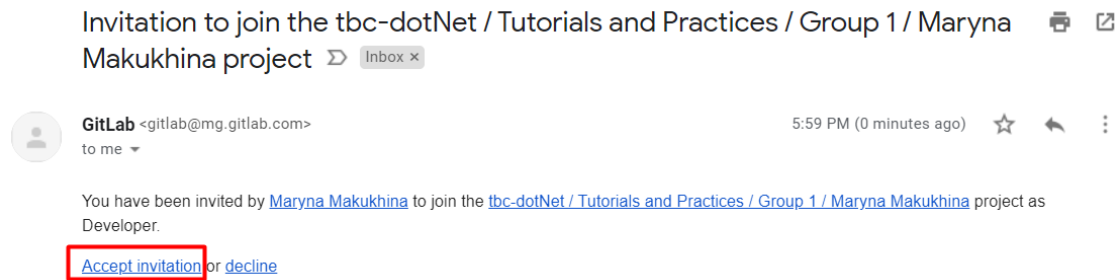 Invitation to join the tbc-dotNet / Tutorials and Practices / Group 1 / Maryna
Makukhina project Inbox ×
GitLab <gitlab@mg.gitlab.com> 5:59 PM (0 minutes ago)
to me
You have been invited by Maryna Makukhina to join the tbc-dotNet / Tutorials and Practices / Group 1 / Maryna Makukhina project as
Developer.
Accept invitation or decline